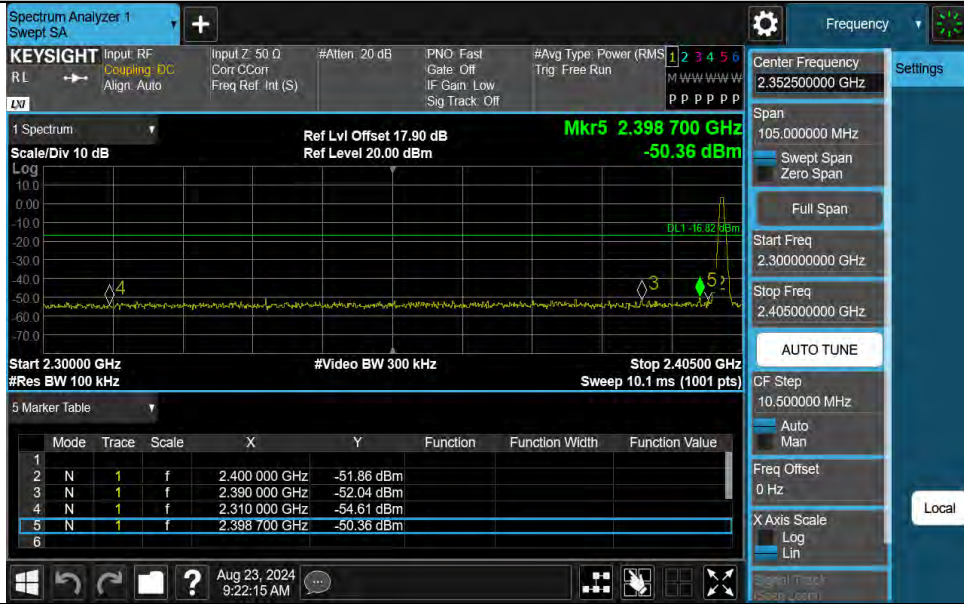 Spectrum Analyzer 1
Swept SA
Frequency
KEYSIGHT
RL
LXI
Input: RF
Coupling: DC
Align: Auto
Input Z: 50 Ω
Corr CCorr
Freq Ref: Int (S)
#Atten: 20 dB
PNO: Fast
Gate: Off
IF Gain: Low
Sig Track: Off
#Avg Type: Power (RMS
Trig: Free Run
1 2 3 4 5 6
M W W W W W
P P P P P P
1 Spectrum
Scale/Div 10 dB
Ref Lvl Offset 17.90 dB
Ref Level 20.00 dBm
Mkr5 2.398 700 GHz
-50.36 dBm
Log
10.0
0.00
-10.0
-20.0
-30.0
-40.0
-50.0
-60.0
-70.0
DL1 -16.82 dBm
4
3
5
2
Start 2.30000 GHz
#Res BW 100 kHz
#Video BW 300 kHz
Stop 2.40500 GHz
Sweep 10.1 ms (1001 pts)
5 Marker Table
Mode Trace Scale X Y Function Function Width Function Value
1
2 N 1 f 2.400 000 GHz -51.86 dBm
3 N 1 f 2.390 000 GHz -52.04 dBm
4 N 1 f 2.310 000 GHz -54.61 dBm
5 N 1 f 2.398 700 GHz -50.36 dBm
6
Aug 23, 2024
9:22:15 AM
Center Frequency
2.352500000 GHz
Span
105.000000 MHz
Swept Span
Zero Span
Full Span
Start Freq
2.300000000 GHz
Stop Freq
2.405000000 GHz
AUTO TUNE
CF Step
10.500000 MHz
Auto
Man
Freq Offset
0 Hz
X Axis Scale
Log
Lin
Signal Track
(Span Zoom)
Settings
Local